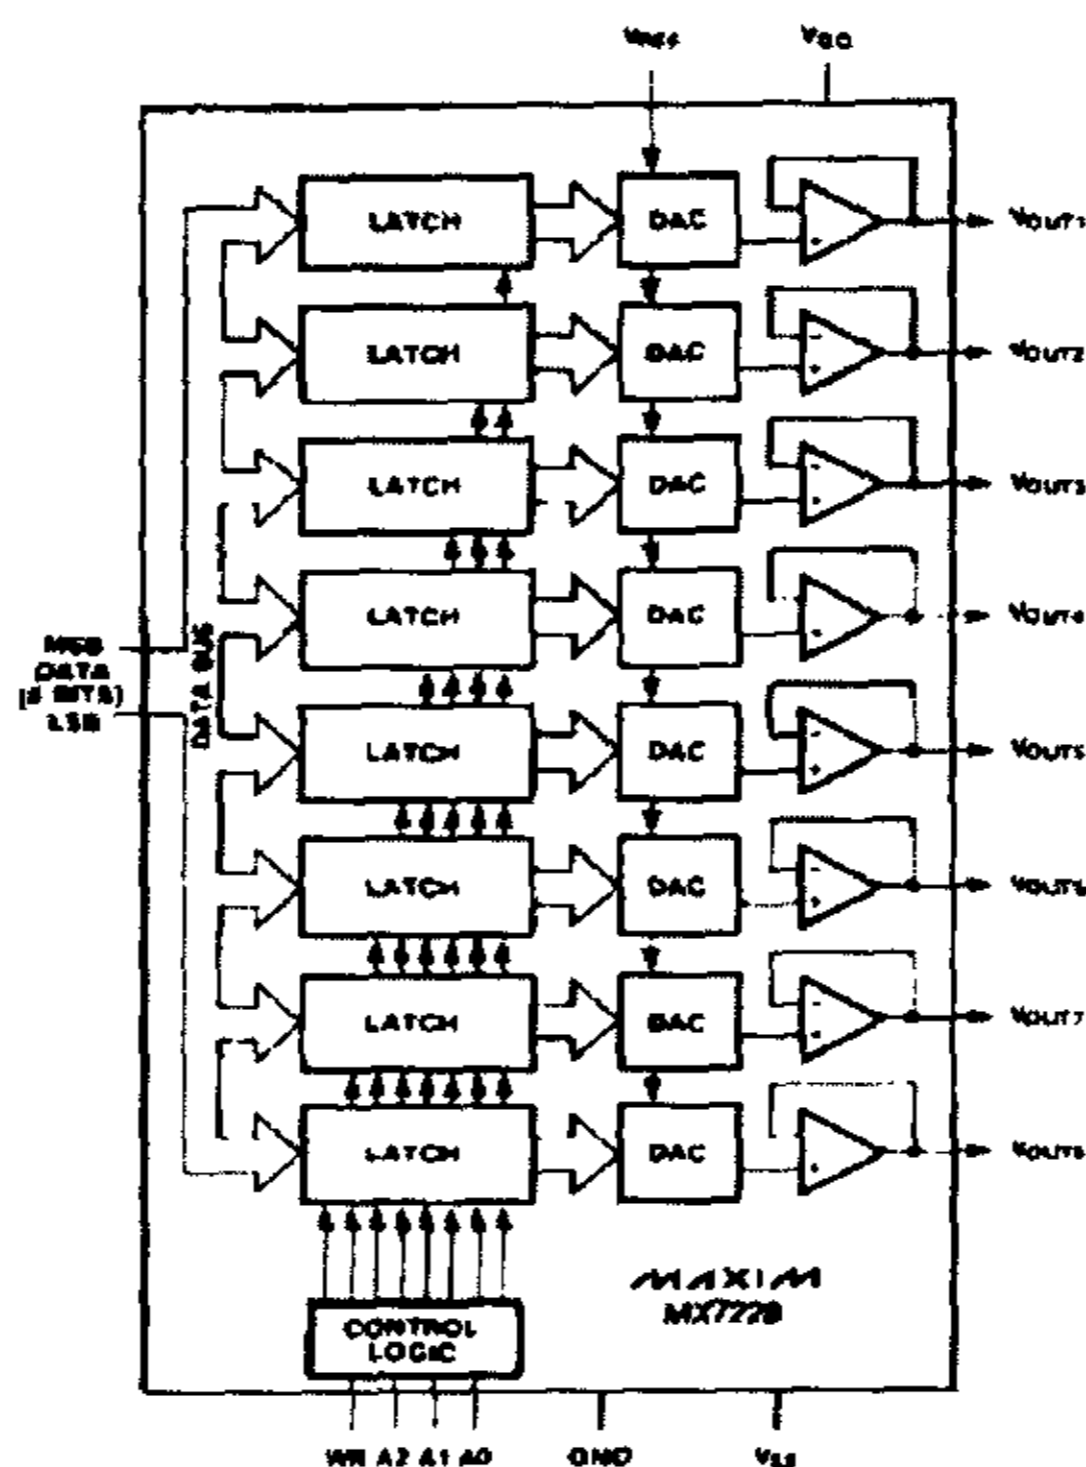 VREF VDD
LATCH DAC VOUT1
LATCH DAC VOUT2
LATCH DAC VOUT3
LATCH DAC VOUT4
MSB
DATA
(8 BITS)
LSB
DATA BUS
LATCH DAC VOUT5
LATCH DAC VOUT6
LATCH DAC VOUT7
LATCH DAC VOUT8
MAXIM
MX7228
CONTROL
LOGIC
WR A2 A1 A0 GND VSS